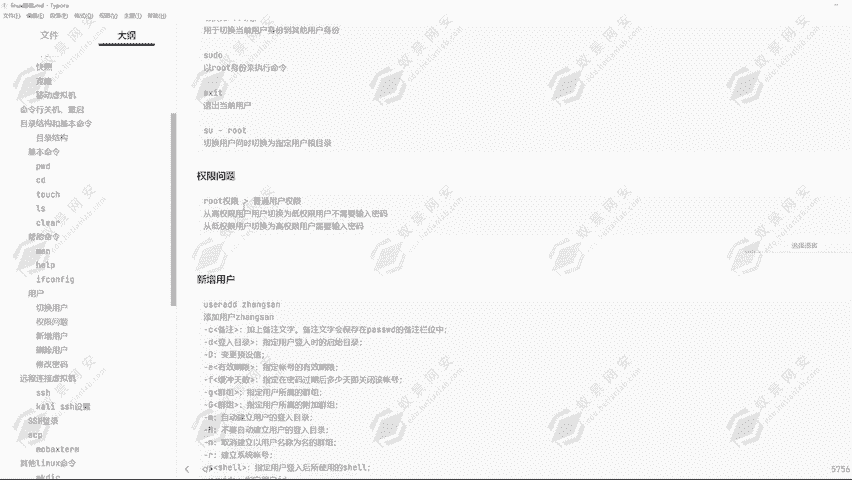 linux基础.md - Typora
文件(F) 编辑(E) 段落(P) 格式(O) 视图(V) 主题(T) 帮助(H)
文件
大纲
快照
克隆
移动虚拟机
命令行关机、重启
目录结构和基本命令
目录结构
基本命令
pwd
cd
touch
ls
clear
帮助命令
man
help
ifconfig
用户
切换用户
权限问题
新增用户
删除用户
修改密码
远程连接虚拟机
ssh
kali ssh设置
SSH登录
scp
mobaxterm
其他linux命令
mkdir
用于切换当前用户身份到其他用户身份
sudo
以root身份来执行命令
exit
退出当前用户
su - root
切换用户同时切换为指定用户根目录
权限问题
root权限 > 普通用户权限
从高权限用户用户切换为低权限用户不需要输入密码
从低权限用户切换为高权限用户需要输入密码
新增用户
useradd zhangsan
添加用户zhangsan
-c<备注>：加上备注文字。备注文字会保存在passwd的备注栏位中；
-d<登入目录>：指定用户登入时的启始目录；
-D：变更预设值；
-e<有效期限>：指定帐号的有效期限；
-f<缓冲天数>：指定在密码过期后多少天即关闭该帐号；
-g<群组>：指定用户所属的群组；
-G<群组>：指定用户所属的附加群组；
-m：自动建立用户的登入目录；
-M：不要自动建立用户的登入目录；
-n：取消建立以用户名称为名的群组；
-r：建立系统帐号；
-s<shell>：指定用户登入后所使用的shell；
5756
蚁景网安